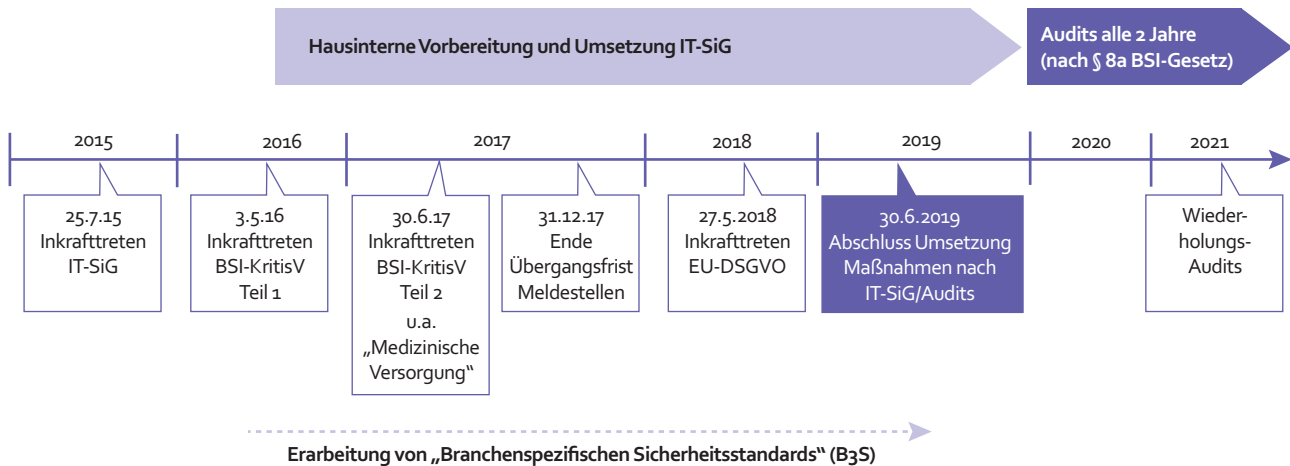 Hausinterne Vorbereitung und Umsetzung IT-SiG
Audits alle 2 Jahre
(nach § 8a BSI-Gesetz)
2015
2016
2017
2018
2019
2020
2021
25.7.15
Inkrafttreten
IT-SiG
3.5.16
Inkrafttreten
BSI-KritisV
Teil 1
30.6.17
Inkrafttreten
BSI-KritisV
Teil 2
u.a.
„Medizinische
Versorgung“
31.12.17
Ende
Übergangsfrist
Meldestellen
27.5.2018
Inkrafttreten
EU-DSGVO
30.6.2019
Abschluss Umsetzung
Maßnahmen nach
IT-SiG/Audits
Wieder-
holungs-
Audits
Erarbeitung von „Branchenspezifischen Sicherheitsstandards“ (B3S)